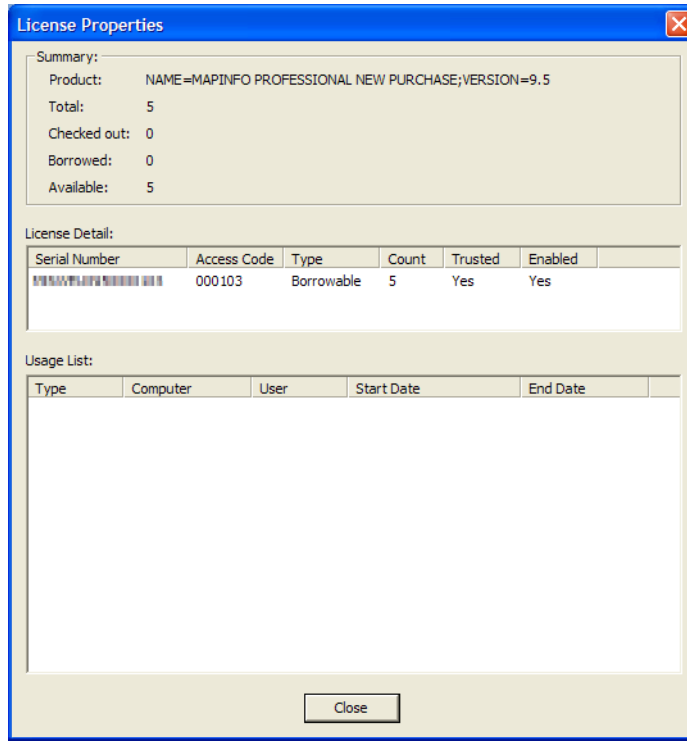 License Properties
Summary:
Product: NAME=MAPINFO PROFESSIONAL NEW PURCHASE;VERSION=9.5
Total: 5
Checked out: 0
Borrowed: 0
Available: 5
License Detail:
Serial Number Access Code Type Count Trusted Enabled
000103 Borrowable 5 Yes Yes
Usage List:
Type Computer User Start Date End Date
Close